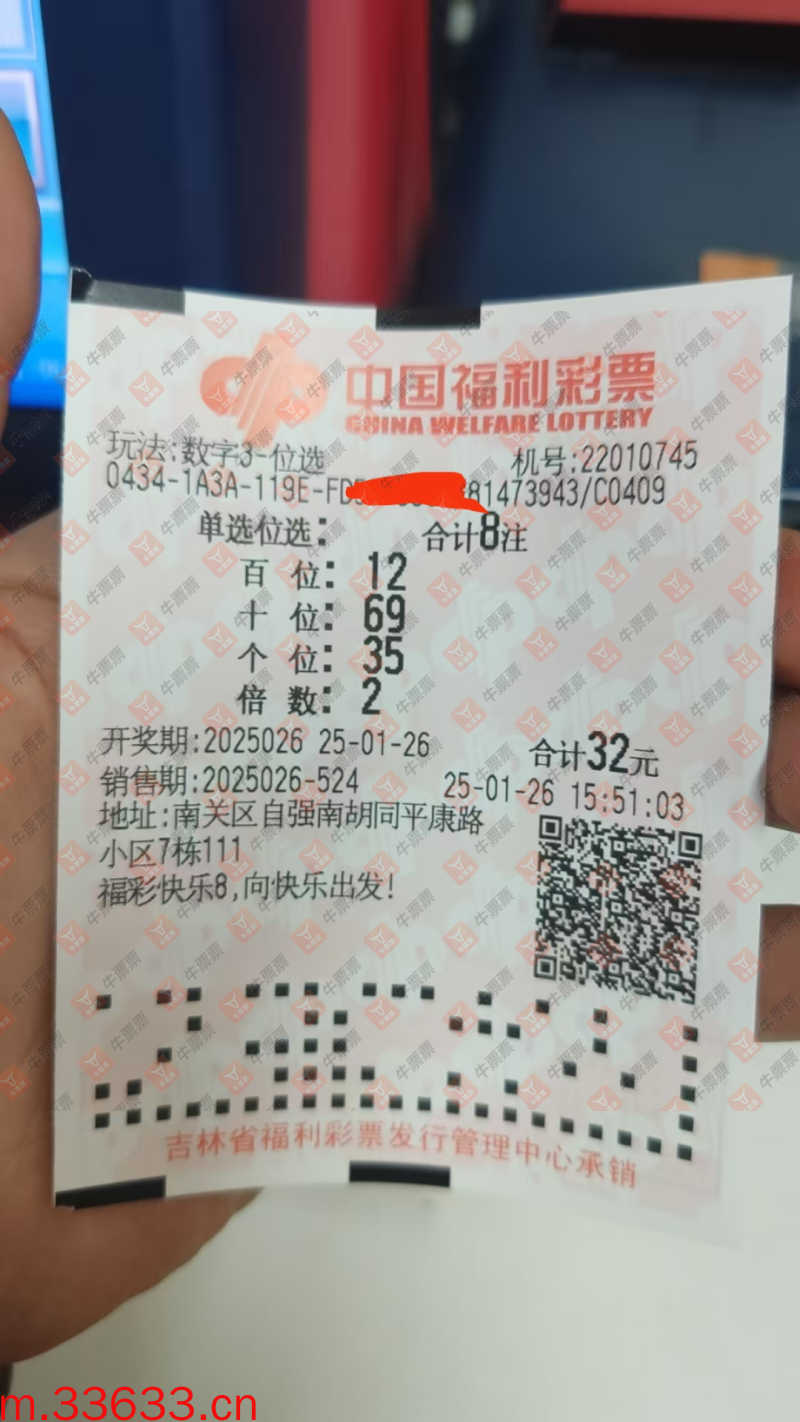 中国福利彩票
CHINA WELFARE LOTTERY
玩法:数字3-位选 机号:22010745
0434-1A3A-119E-FD 81473943/C0409
单选位选: 合计8注
百 位: 12
十 位: 69
个 位: 35
倍 数: 2
开奖期:2025026 25-01-26 合计32元
销售期:2025026-524 25-01-26 15:51:03
地址:南关区自强南胡同平康路
小区7栋111
福彩快乐8,向快乐出发!
吉林省福利彩票发行管理中心承销
牛票票
m.33633.cn